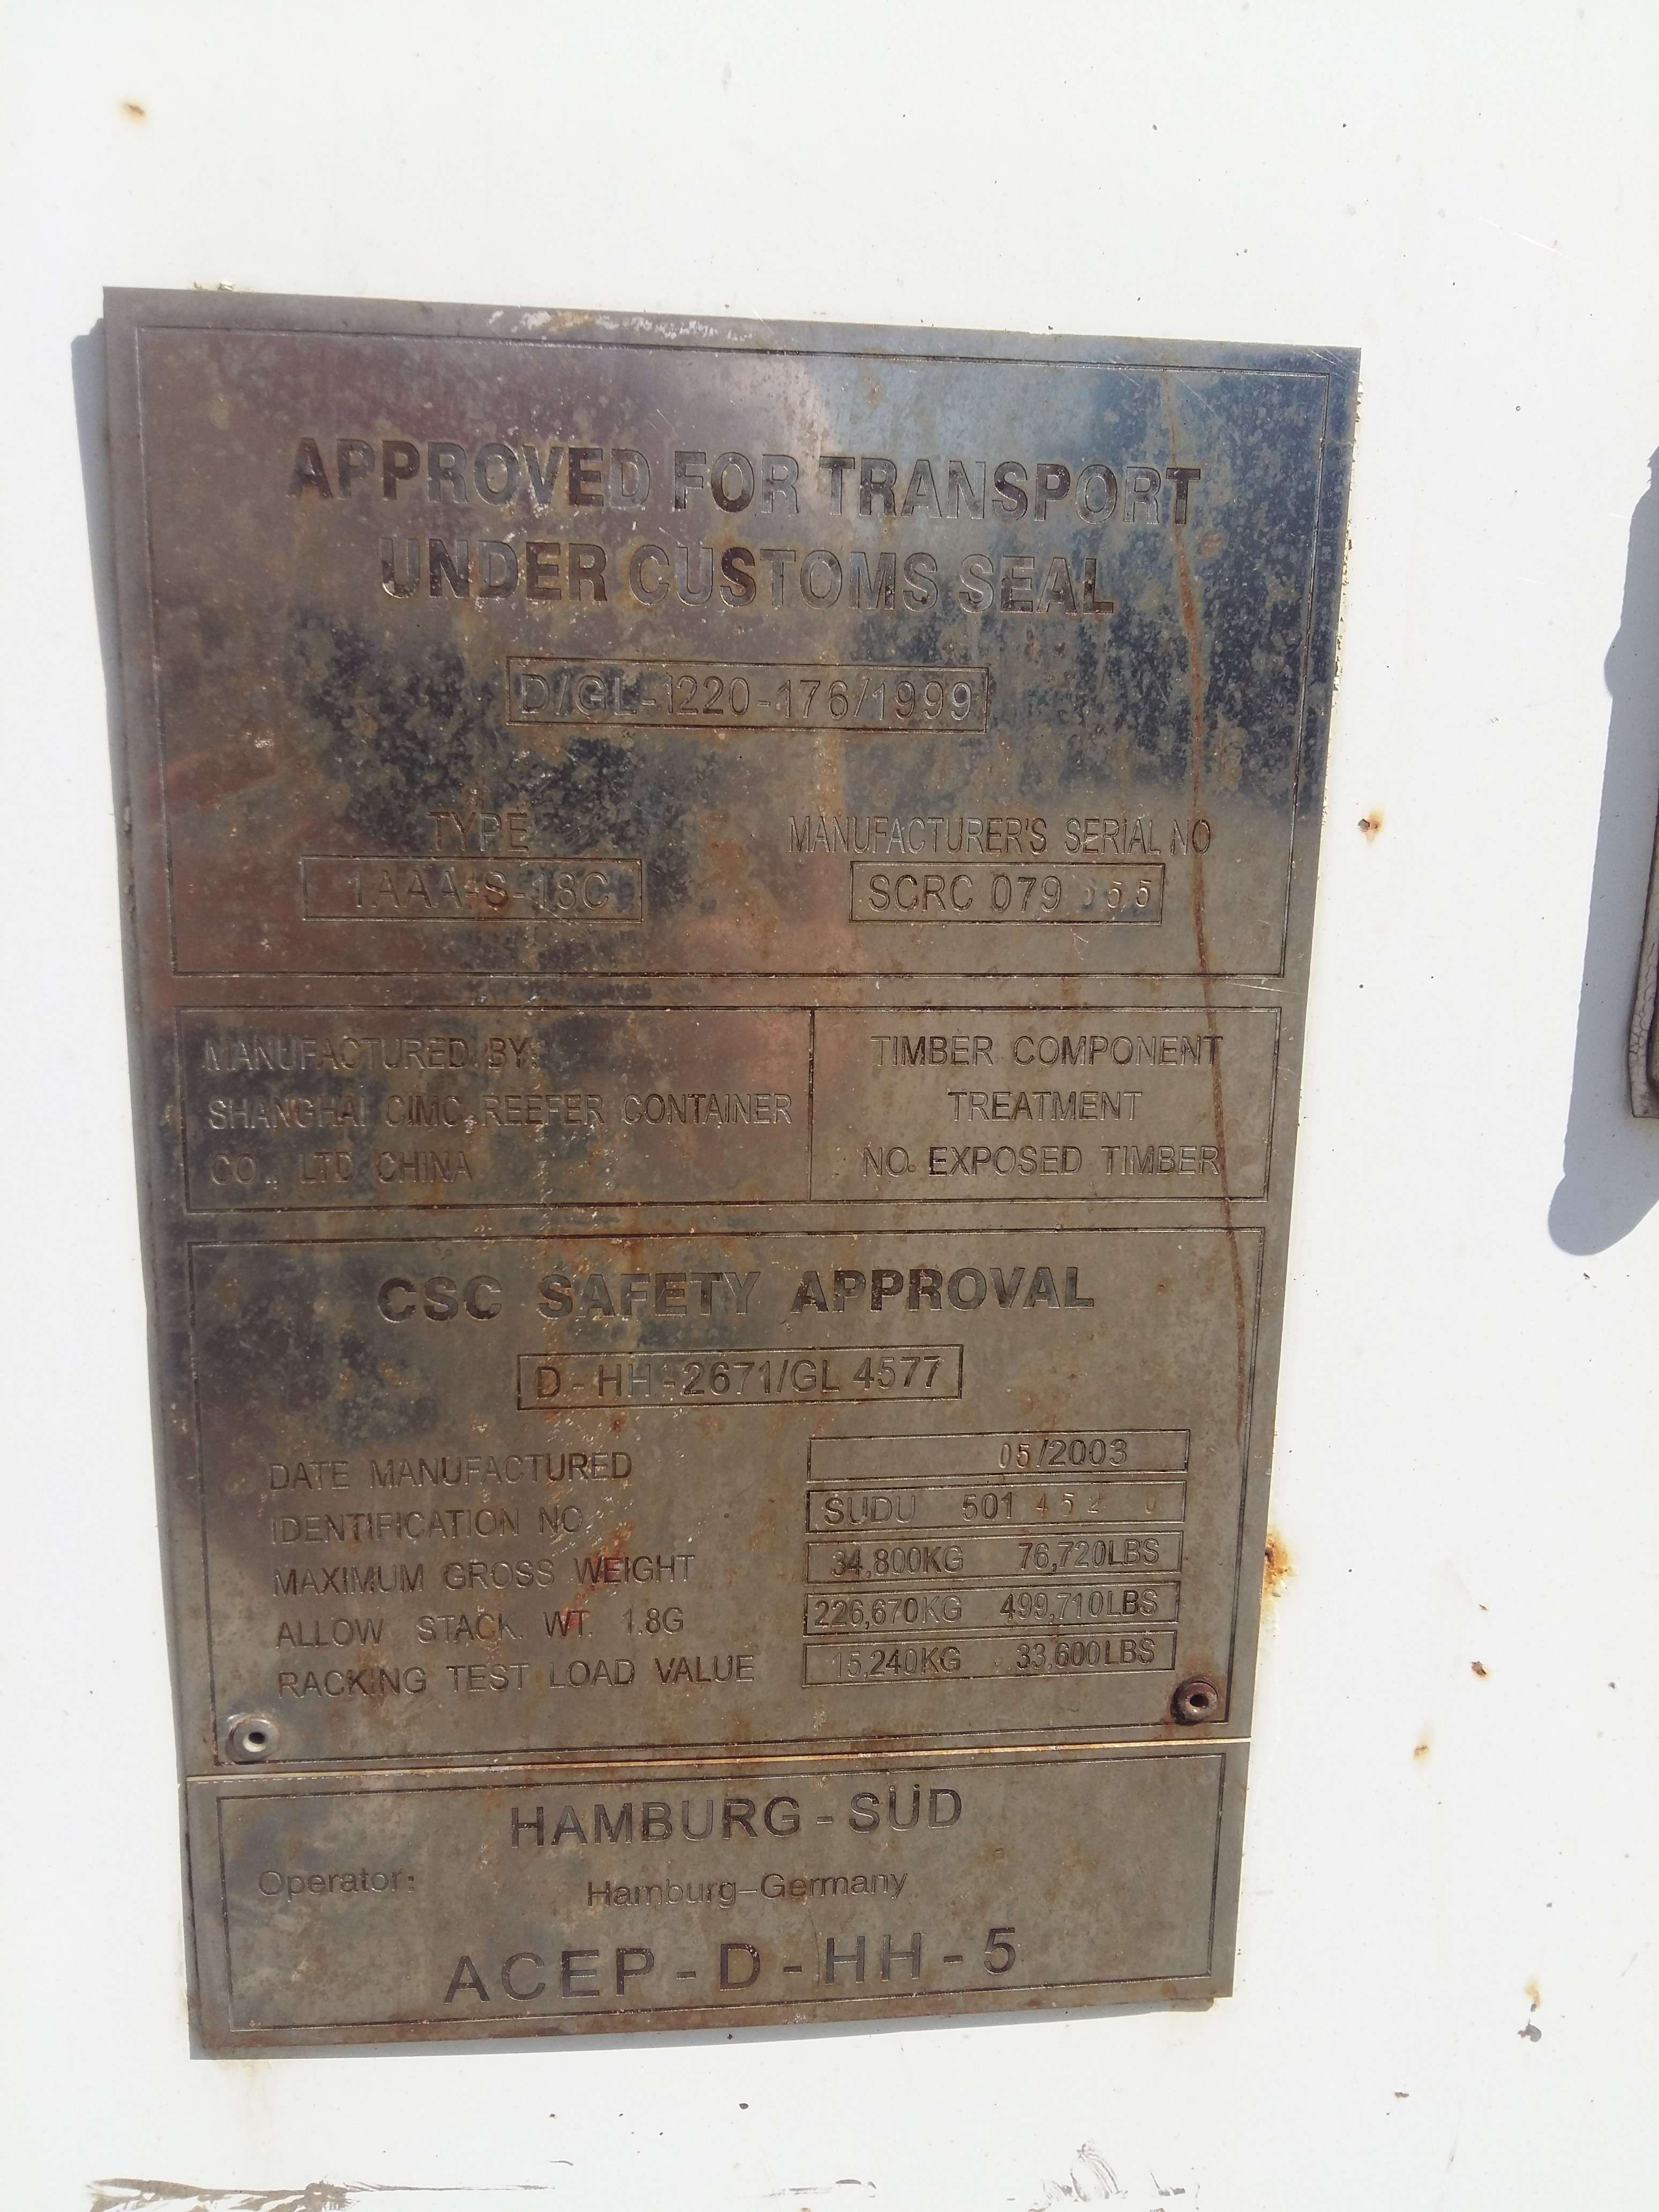 APPROVED FOR TRANSPORT
UNDER CUSTOMS SEAL
D/GL-1220-176/1999
TYPE
MANUFACTURER'S SERIAL NO
SCRC 079
MANUFACTURED BY:
SHANGHAI CIMC REEFER CONTAINER
CO., LTD CHINA
TIMBER COMPONENT
TREATMENT
NO. EXPOSED TIMBER
CSC SAFETY APPROVAL
D-HH-2671/GL 4577
DATE MANUFACTURED 05/2003
IDENTIFICATION NO. SUDU 501 452 0
MAXIMUM GROSS WEIGHT 34,800KG 76,720LBS
ALLOW STACK. WT. 1.8G 226,670KG 499,710LBS
RACKING TEST LOAD VALUE 15,240KG 33,600LBS
HAMBURG-SÜD
Operator: Hamburg-Germany
ACEP-D-HH-5